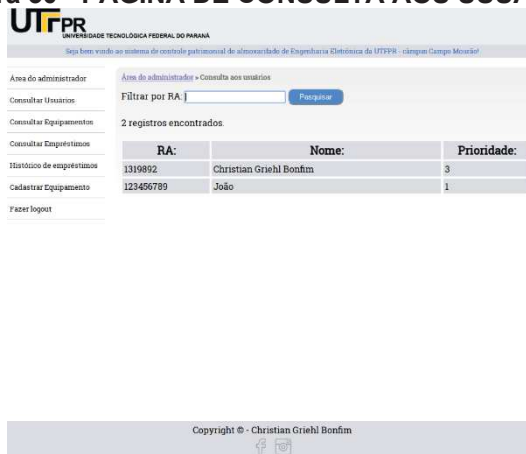 PÁGINA DE CONSULTA AOS
UTFPR
UNIVERSIDADE TECNOLÓGICA FEDERAL DO PARANÁ
Seja bem vindo ao sistema de controle patrimonial do almoxarifado de Engenharia Eletrônica da UTFPR - câmpus Campo Mourão!
Área do administrador
Consultar Usuários
Consultar Equipamentos
Consultar Empréstimos
Histórico de empréstimos
Cadastrar Equipamento
Fazer logout
Área do administrador » Consulta aos usuários
Filtrar por RA: Pesquisar
2 registros encontrados.
RA: Nome: Prioridade:
1319892 Christian Griehl Bonfim 3
123456789 João 1
Copyright © - Christian Griehl Bonfim